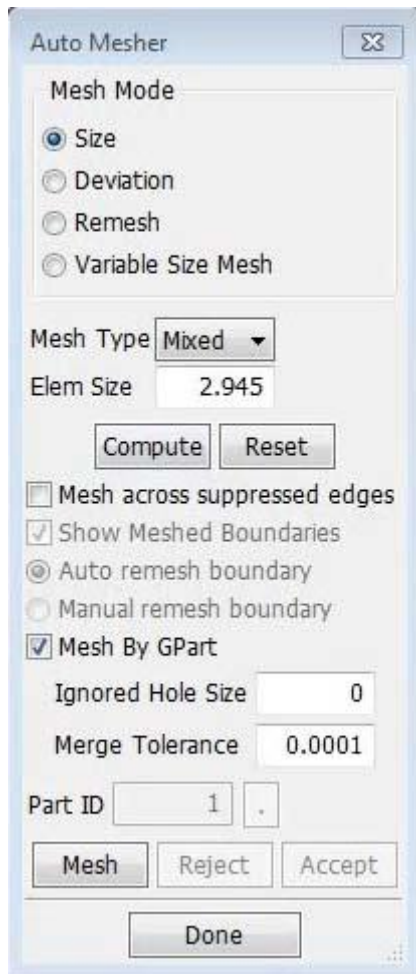 Auto Mesher
Mesh Mode
Size
Deviation
Remesh
Variable Size Mesh
Mesh Type Mixed
Elem Size 2.945
Compute Reset
Mesh across suppressed edges
Show Meshed Boundaries
Auto remesh boundary
Manual remesh boundary
Mesh By GPart
Ignored Hole Size 0
Merge Tolerance 0.0001
Part ID 1 .
Mesh Reject Accept
Done